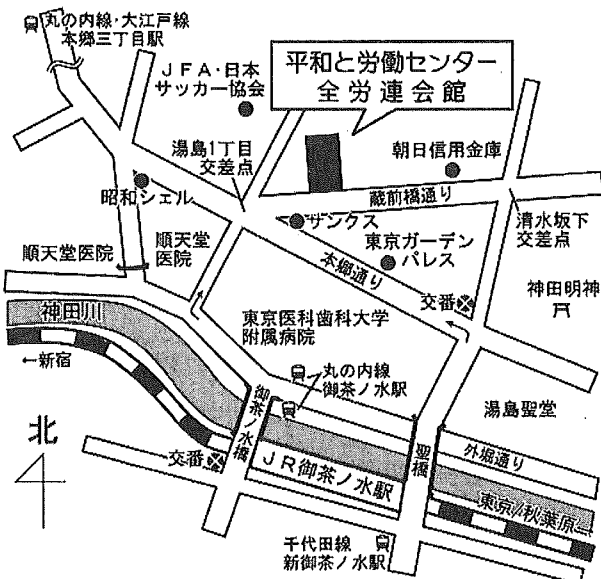 丸の内線・大江戸線
本郷三丁目駅
JFA・日本
サッカー協会
平和と労働センター
全労連会館
湯島1丁目
交差点
朝日信用金庫
昭和シェル
蔵前橋通り
サンクス
清水坂下
交差点
順天堂医院
順天堂
医院
東京ガーデン
パレス
本郷通り
神田明神
交番
神田川
東京医科歯科大学
附属病院
←新宿
丸の内線
御茶ノ水駅
御茶ノ水橋
湯島聖堂
北
聖橋
外堀通り
交番
JR御茶ノ水駅
東京/秋葉原→
千代田線
新御茶ノ水駅